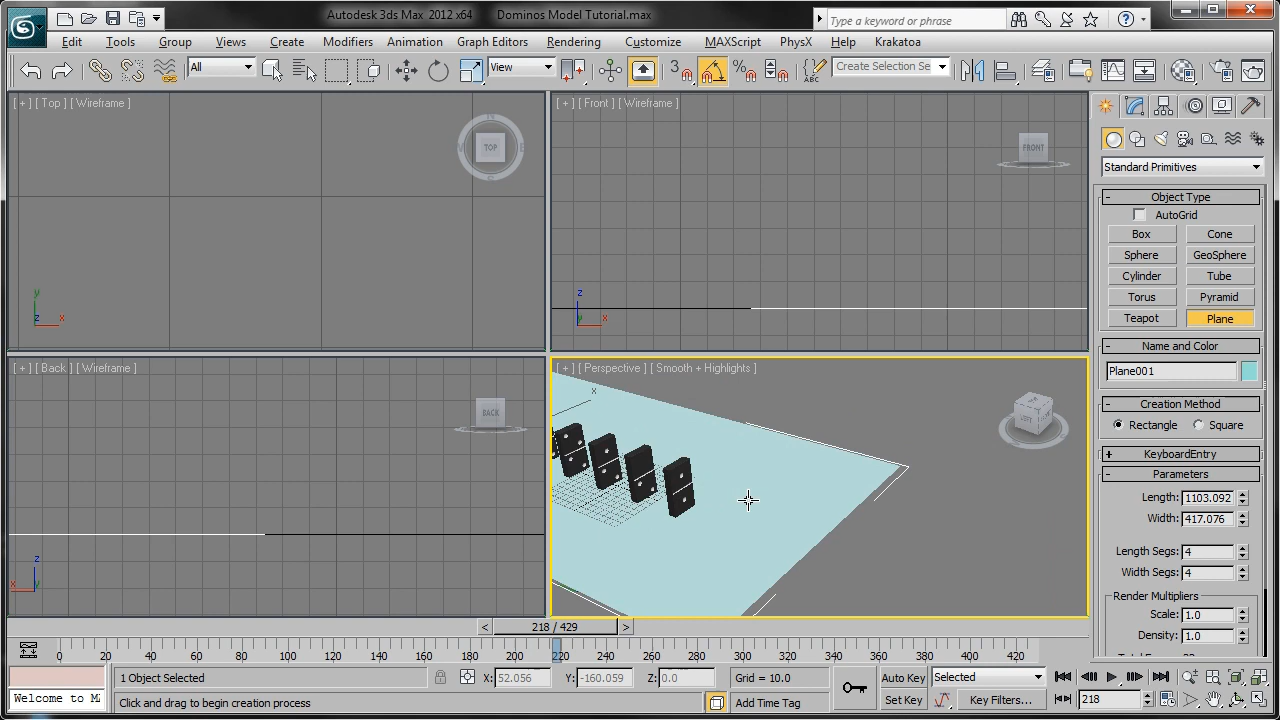 Autodesk 3ds Max 2012 x64 Dominos Model Tutorial.max
Type a keyword or phrase
Edit Tools Group Views Create Modifiers Animation Graph Editors Rendering Customize MAXScript PhysX Help Krakatoa
All View 3 ABC Create Selection Se
[ + ] [ Top ] [ Wireframe ]
[ + ] [ Front ] [ Wireframe ]
TOP
FRONT
Standard Primitives
Object Type
AutoGrid
Box Cone
Sphere GeoSphere
Cylinder Tube
Torus Pyramid
Teapot Plane
y
z x
z
y x
Name and Color
[ + ] [ Back ] [ Wireframe ]
[ + ] [ Perspective ] [ Smooth + Highlights ]
Plane001
x
BACK
Creation Method
Rectangle Square
KeyboardEntry
Parameters
Length: 1103.092
Width: 417.076
Length Segs: 4
Width Segs: 4
z
x y
Render Multipliers
Scale: 1.0
Density: 1.0
< 218 / 429 >
0 20 40 60 80 100 120 140 160 180 200 220 240 260 280 300 320 340 360 380 400 420
1 Object Selected X: 52.056 Y: -160.059 Z: 0.0 Grid = 10.0 Auto Key Selected
Welcome to M
Click and drag to begin creation process Add Time Tag Set Key Key Filters... 218